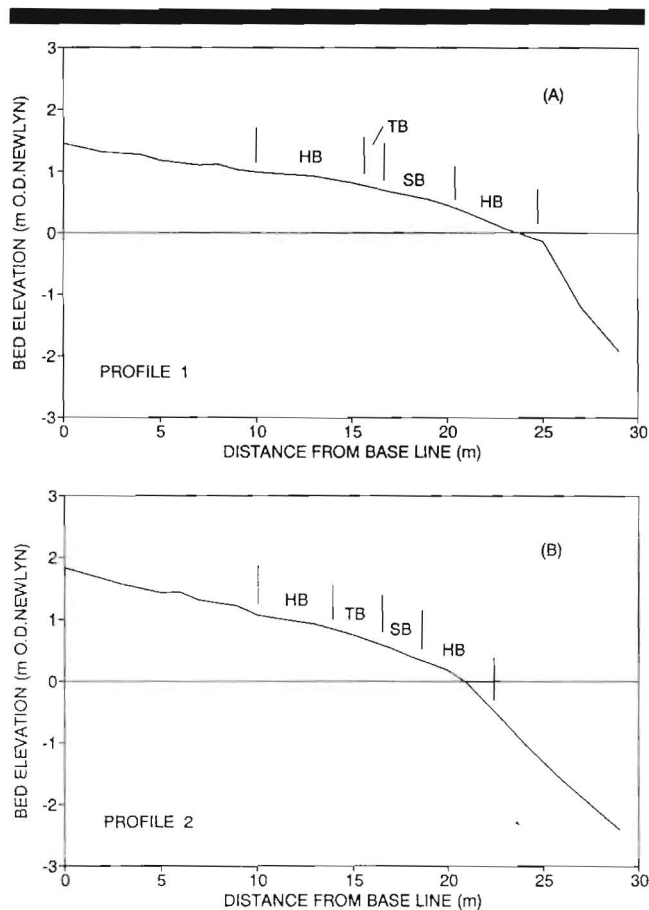 3
(A)
2
TB
HB
SB
HB
1
0
-1
-2
PROFILE 1
-3
0 5 10 15 20 25 30
DISTANCE FROM BASE LINE (m)
BED ELEVATION (m O.D.NEWLYN)
3
(B)
2
HB TB SB HB
1
0
-1
-2
PROFILE 2
-3
0 5 10 15 20 25 30
DISTANCE FROM BASE LINE (m)
BED ELEVATION (m O.D.NEWLYN)